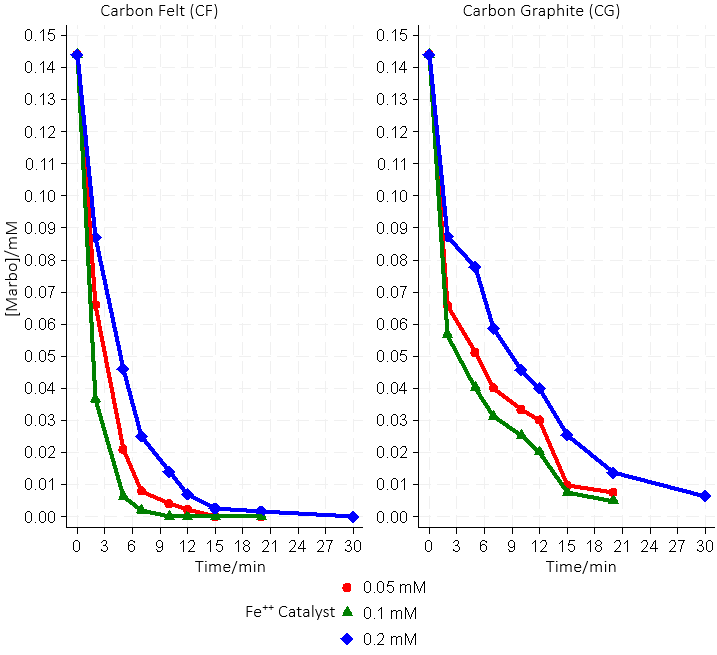 Carbon Felt (CF)
Carbon Graphite (CG)
[Marbo]/mM
0.15
0.14
0.13
0.12
0.11
0.10
0.09
0.08
0.07
0.06
0.05
0.04
0.03
0.02
0.01
0.00
0 3 6 9 12 15 18 21 24 27 30
Time/min
0.15
0.14
0.13
0.12
0.11
0.10
0.09
0.08
0.07
0.06
0.05
0.04
0.03
0.02
0.01
0.00
0 3 6 9 12 15 18 21 24 27 30
Time/min
Fe⁺⁺ Catalyst
0.05 mM
0.1 mM
0.2 mM